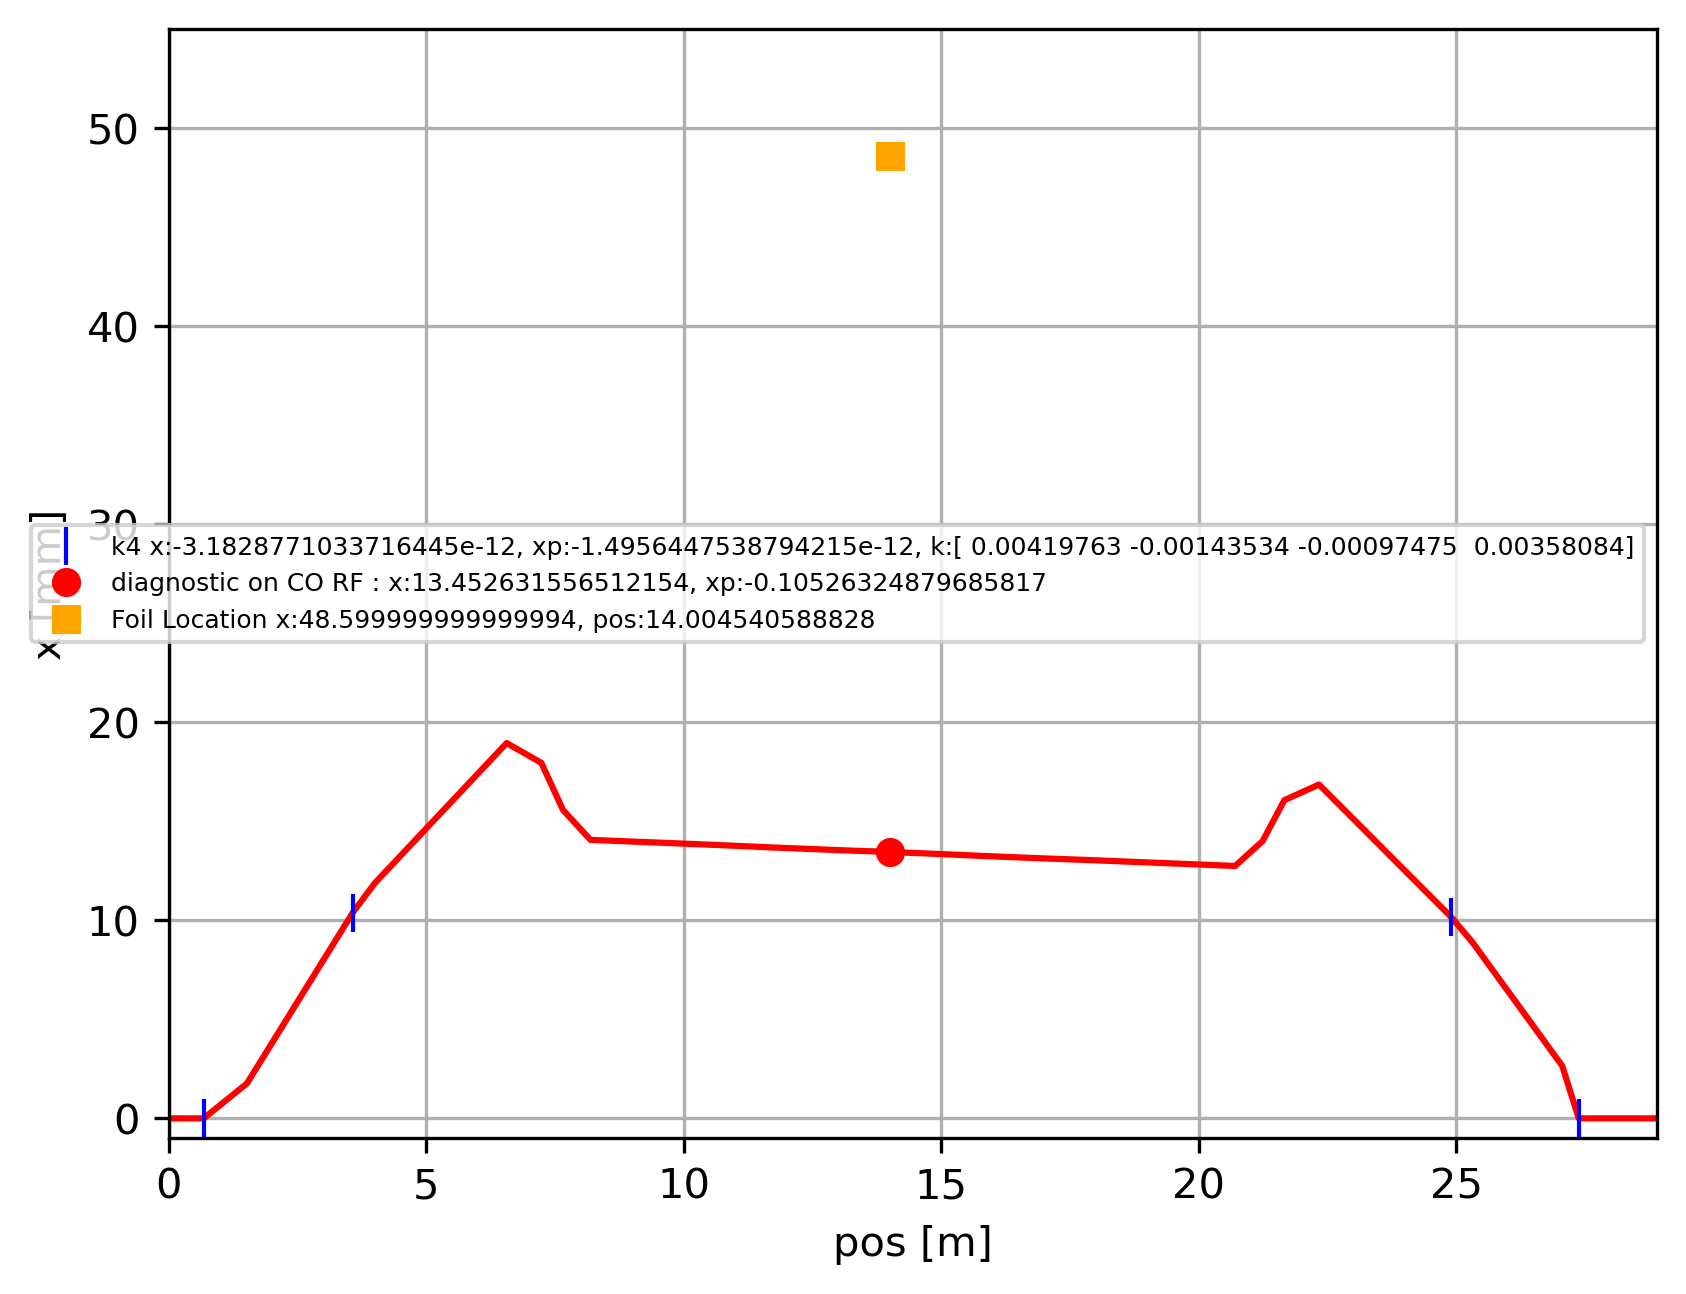 50
40
30
k4 x:-3.1828771033716445e-12, xp:-1.4956447538794215e-12, k:[ 0.00419763 -0.00143534 -0.00097475  0.00358084]
diagnostic on CO RF : x:13.452631556512154, xp:-0.10526324879685817
Foil Location x:48.599999999999994, pos:14.004540588828
x [mm]
20
10
0
0 5 10 15 20 25
pos [m]